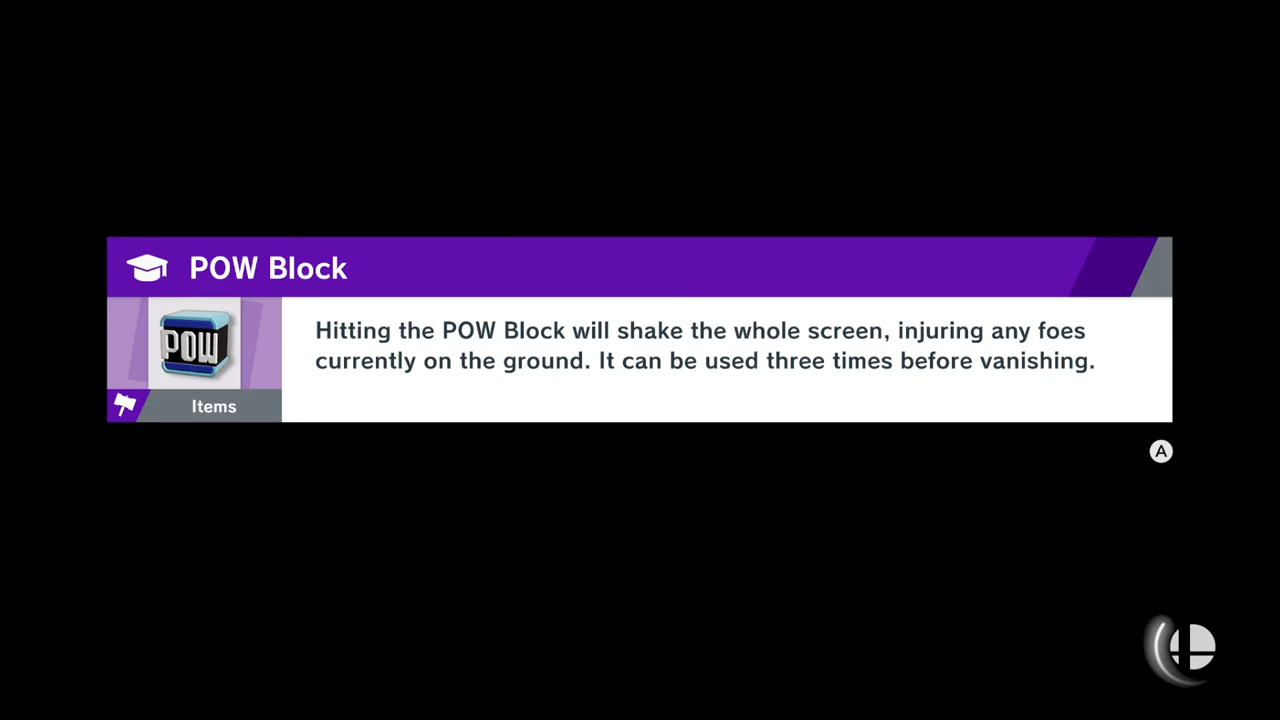 POW Block
POW
Hitting the POW Block will shake the whole screen, injuring any foes
currently on the ground. It can be used three times before vanishing.
Items
A